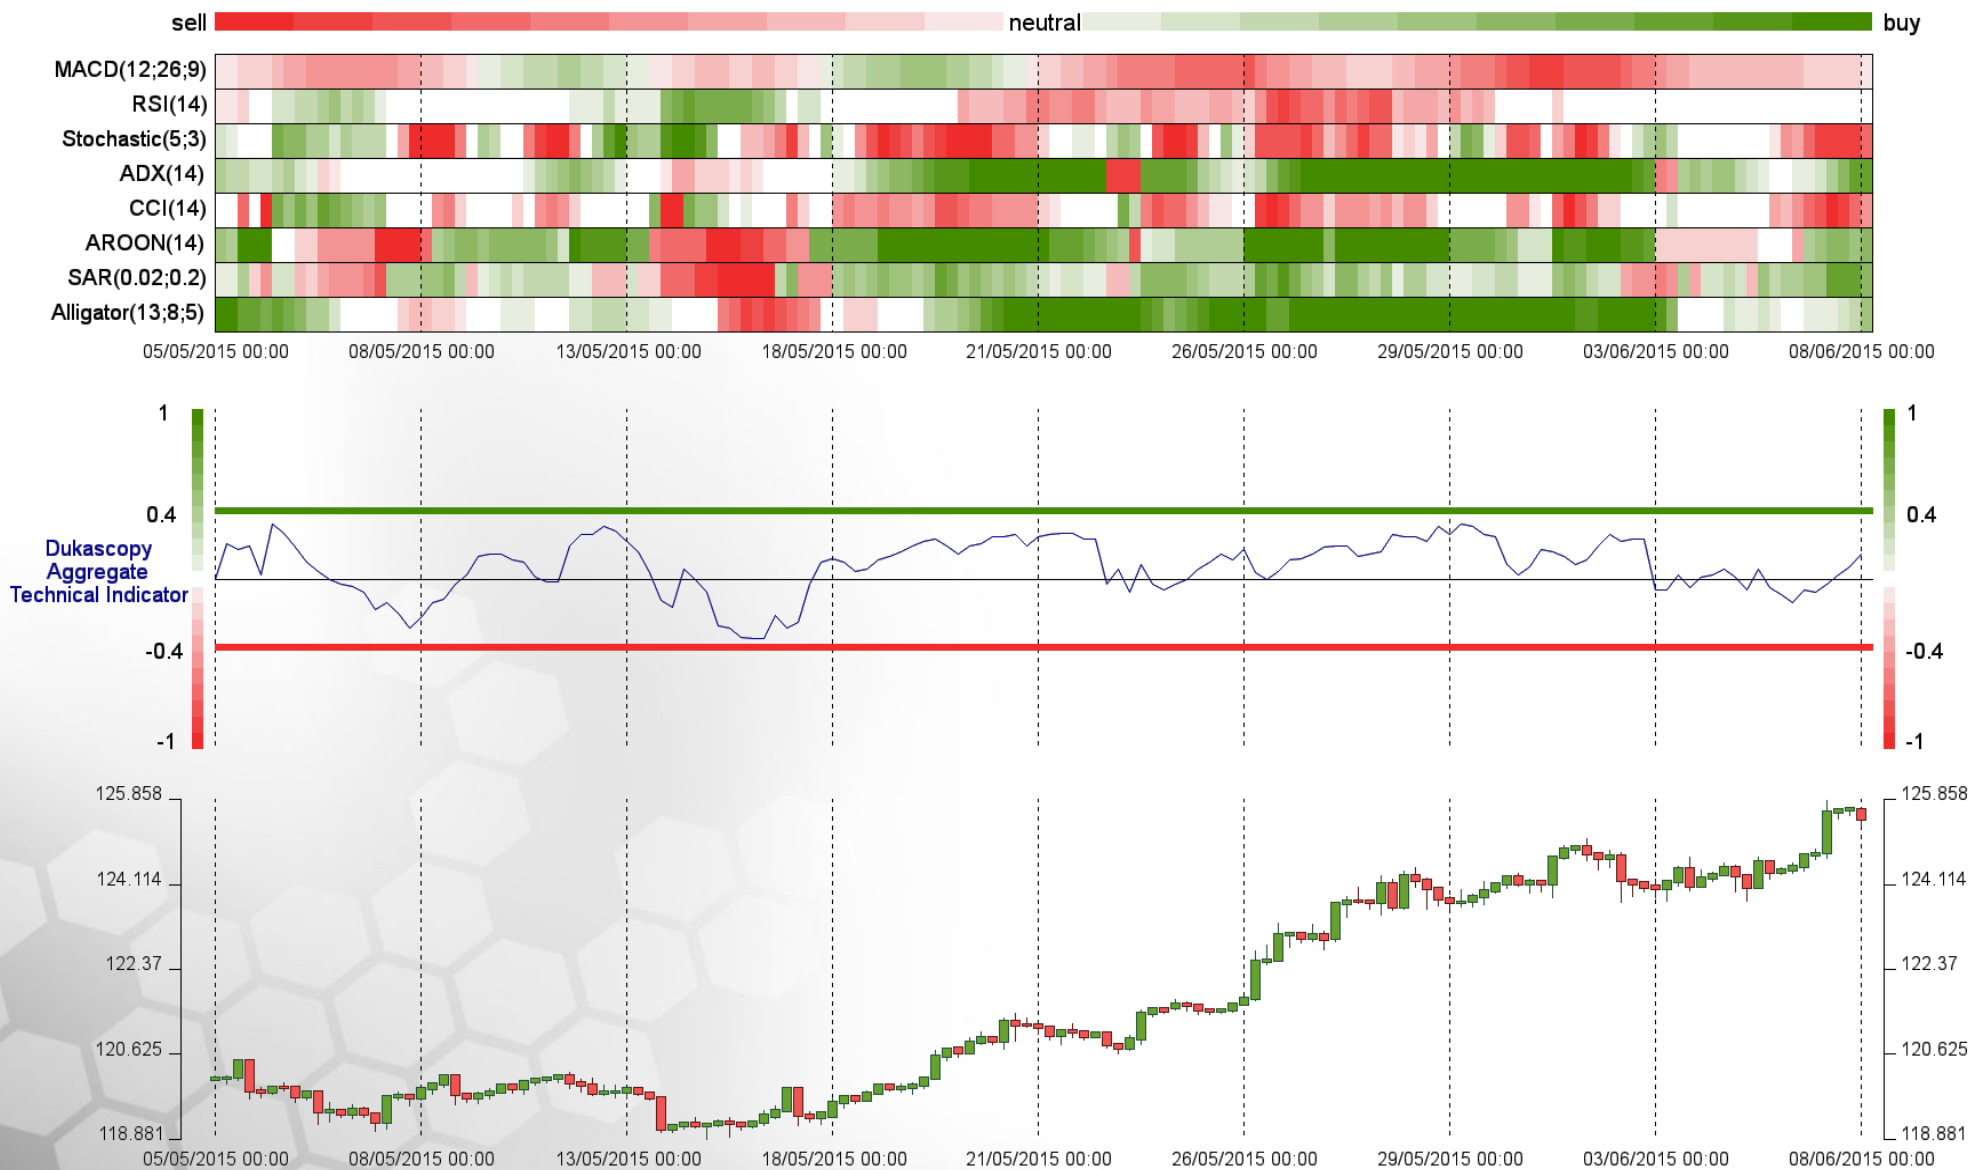 sell neutral buy
MACD(12;26;9)
RSI(14)
Stochastic(5;3)
ADX(14)
CCI(14)
AROON(14)
SAR(0.02;0.2)
Alligator(13;8;5)
05/05/2015 00:00 08/05/2015 00:00 13/05/2015 00:00 18/05/2015 00:00 21/05/2015 00:00 26/05/2015 00:00 29/05/2015 00:00 03/06/2015 00:00 08/06/2015 00:00
1 1
0.4 0.4
Dukascopy
Aggregate
Technical Indicator
-0.4 -0.4
-1 -1
125.858 125.858
124.114 124.114
122.37 122.37
120.625 120.625
118.881 118.881
05/05/2015 00:00 08/05/2015 00:00 13/05/2015 00:00 18/05/2015 00:00 21/05/2015 00:00 26/05/2015 00:00 29/05/2015 00:00 03/06/2015 00:00 08/06/2015 00:00